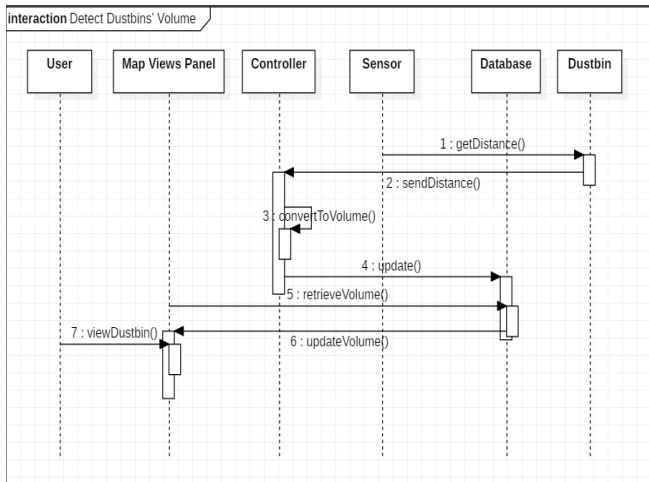 interaction Detect Dustbins' Volume
User Map Views Panel Controller Sensor Database Dustbin
1 : getDistance()
2 : sendDistance()
3 : convertToVolume()
4 : update()
5 : retrieveVolume()
6 : updateVolume()
7 : viewDustbin()